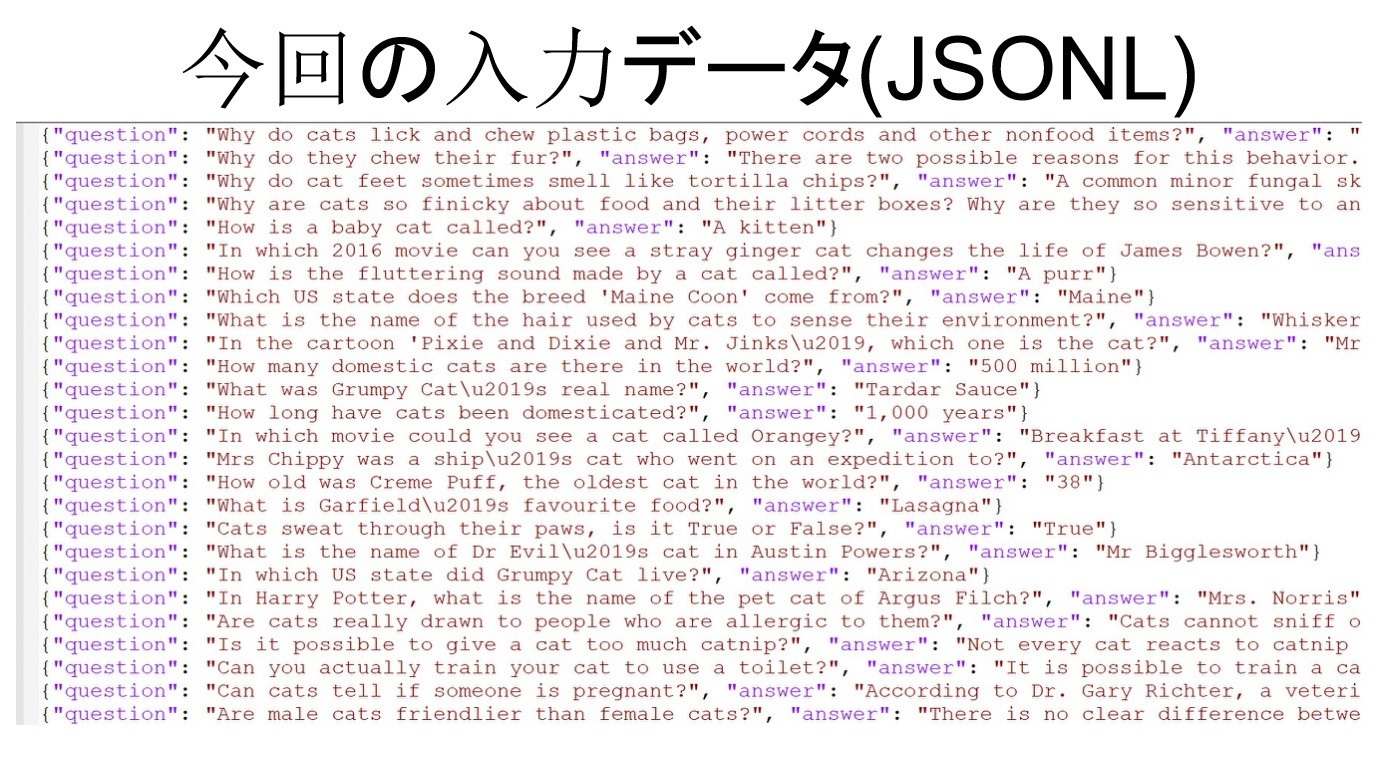 今回の入力データ(JSONL)
{"question": "Why do cats lick and chew plastic bags, power cords and other nonfood items?", "answer": "
{"question": "Why do they chew their fur?", "answer": "There are two possible reasons for this behavior.
{"question": "Why do cat feet sometimes smell like tortilla chips?", "answer": "A common minor fungal sk
{"question": "Why are cats so finicky about food and their litter boxes? Why are they so sensitive to an
{"question": "How is a baby cat called?", "answer": "A kitten"}
{"question": "In which 2016 movie can you see a stray ginger cat changes the life of James Bowen?", "ans
{"question": "How is the fluttering sound made by a cat called?", "answer": "A purr"}
{"question": "Which US state does the breed 'Maine Coon' come from?", "answer": "Maine"}
{"question": "What is the name of the hair used by cats to sense their environment?", "answer": "Whisker
{"question": "In the cartoon 'Pixie and Dixie and Mr. Jinks\u2019, which one is the cat?", "answer": "Mr
{"question": "How many domestic cats are there in the world?", "answer": "500 million"}
{"question": "What was Grumpy Cat\u2019s real name?", "answer": "Tardar Sauce"}
{"question": "How long have cats been domesticated?", "answer": "1,000 years"}
{"question": "In which movie could you see a cat called Orangey?", "answer": "Breakfast at Tiffany\u2019
{"question": "Mrs Chippy was a ship\u2019s cat who went on an expedition to?", "answer": "Antarctica"}
{"question": "How old was Creme Puff, the oldest cat in the world?", "answer": "38"}
{"question": "What is Garfield\u2019s favourite food?", "answer": "Lasagna"}
{"question": "Cats sweat through their paws, is it True or False?", "answer": "True"}
{"question": "What is the name of Dr Evil\u2019s cat in Austin Powers?", "answer": "Mr Bigglesworth"}
{"question": "In which US state did Grumpy Cat live?", "answer": "Arizona"}
{"question": "In Harry Potter, what is the name of the pet cat of Argus Filch?", "answer": "Mrs. Norris"
{"question": "Are cats really drawn to people who are allergic to them?", "answer": "Cats cannot sniff o
{"question": "Is it possible to give a cat too much catnip?", "answer": "Not every cat reacts to catnip
{"question": "Can you actually train your cat to use a toilet?", "answer": "It is possible to train a ca
{"question": "Can cats tell if someone is pregnant?", "answer": "According to Dr. Gary Richter, a veteri
{"question": "Are male cats friendlier than female cats?", "answer": "There is no clear difference betwe